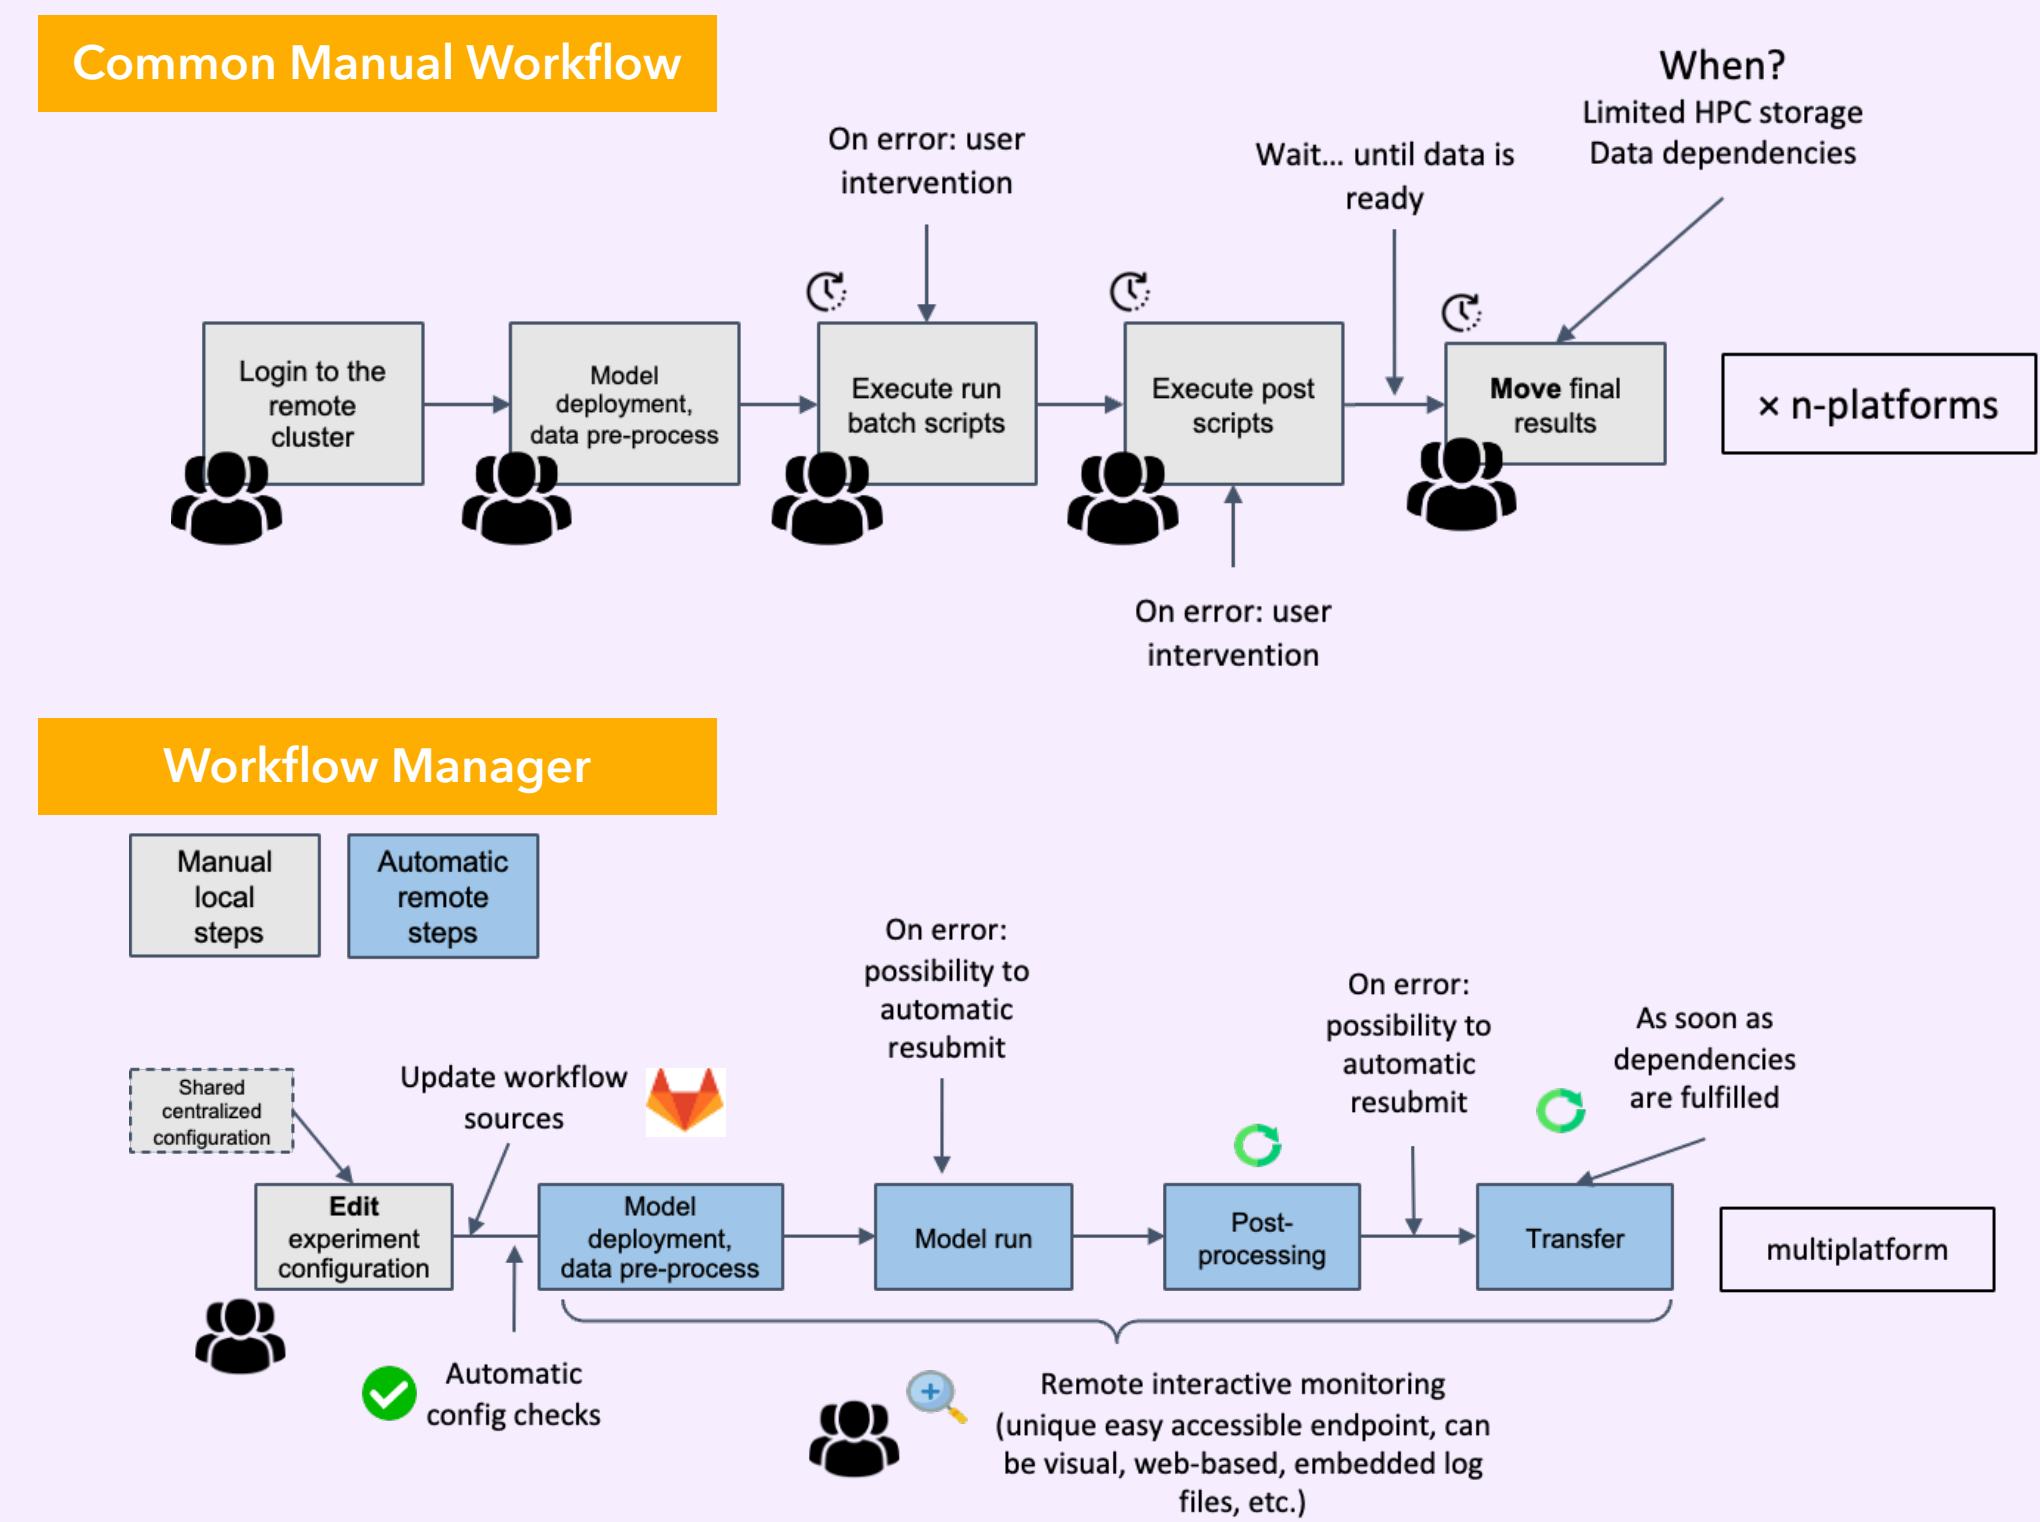 Common Manual Workflow
When?
Limited HPC storage
Data dependencies
On error: user
intervention
Wait... until data is
ready
Login to the
remote
cluster
Model
deployment,
data pre-process
Execute run
batch scripts
Execute post
scripts
Move final
results
× n-platforms
On error: user
intervention
Workflow Manager
Manual
local
steps
Automatic
remote
steps
On error:
possibility to
automatic
resubmit
On error:
possibility to
automatic
resubmit
As soon as
dependencies
are fulfilled
Shared
centralized
configuration
Update workflow
sources
Edit
experiment
configuration
Model
deployment,
data pre-process
Model run
Post-
processing
Transfer
multiplatform
Automatic
config checks
Remote interactive monitoring
(unique easy accessible endpoint, can
be visual, web-based, embedded log
files, etc.)